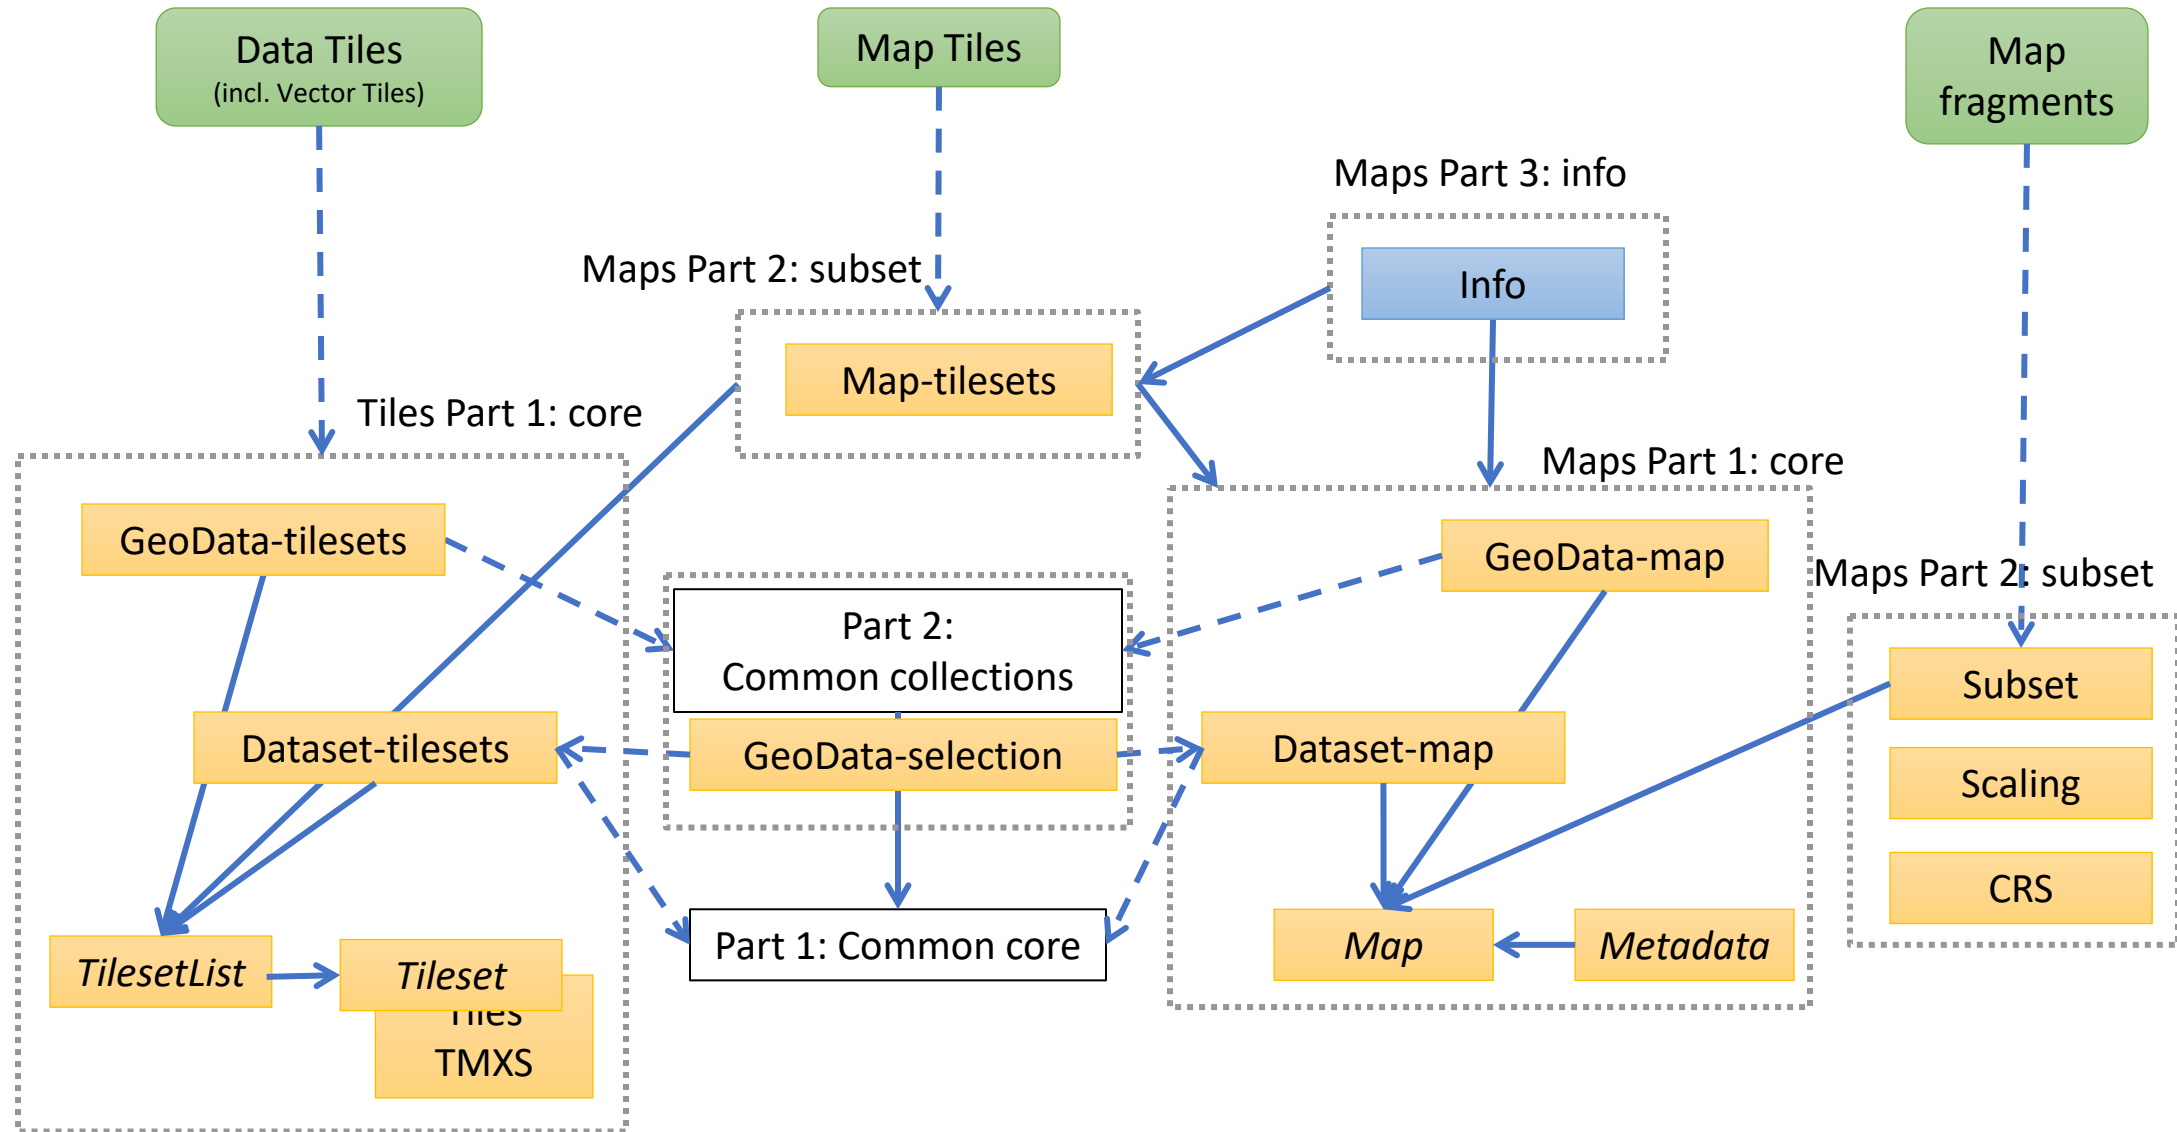 Data Tiles
(incl. Vector Tiles)
Map Tiles
Map
fragments
Maps Part 3: info
Maps Part 2: subset
Info
Map-tilesets
Tiles Part 1: core
Maps Part 1: core
GeoData-tilesets
GeoData-map
Maps Part 2: subset
Part 2:
Common collections
Subset
Dataset-tilesets
GeoData-selection
Dataset-map
Scaling
CRS
TilesetList
Tileset
Part 1: Common core
Map
Metadata
Tiles
TMXS